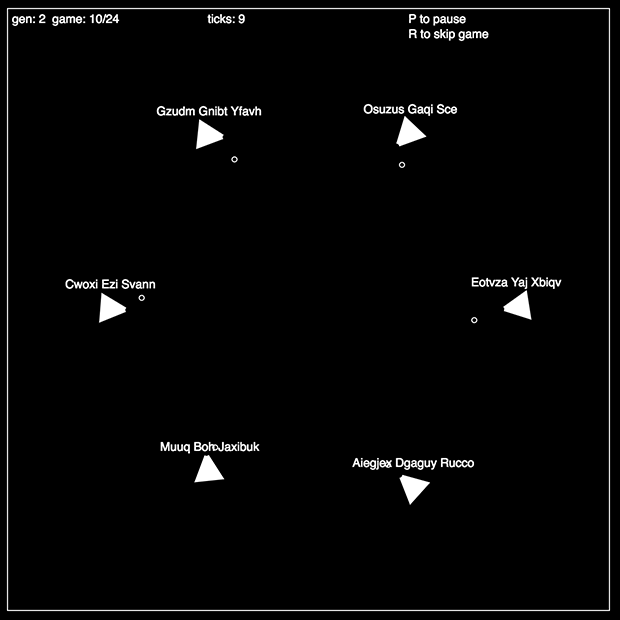 gen: 2 game: 10/24
ticks: 9
P to pause
R to skip game
Gzudm Gnibt Yfavh
Osuzus Gaqi Sce
Cwoxi Ezi Svann
Eotvza Yaj Xbiqv
Muuq Boh Jaxibuk
Aiegjex Dgaguy Rucco